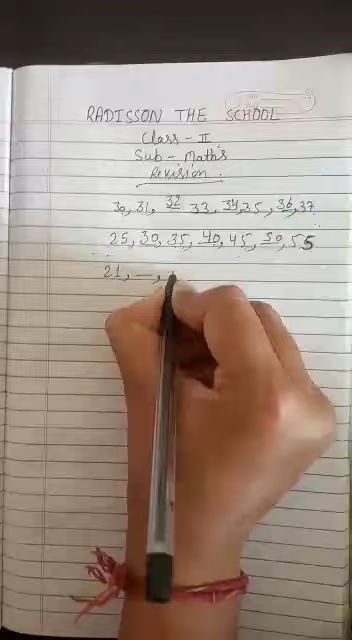 RADISSON THE SCHOOL
Class - II
Sub - Math's
Revision.
30, 31, 32 33, 34, 35, 36, 37
25, 30, 35, 40, 45, 50, 55
21, __,